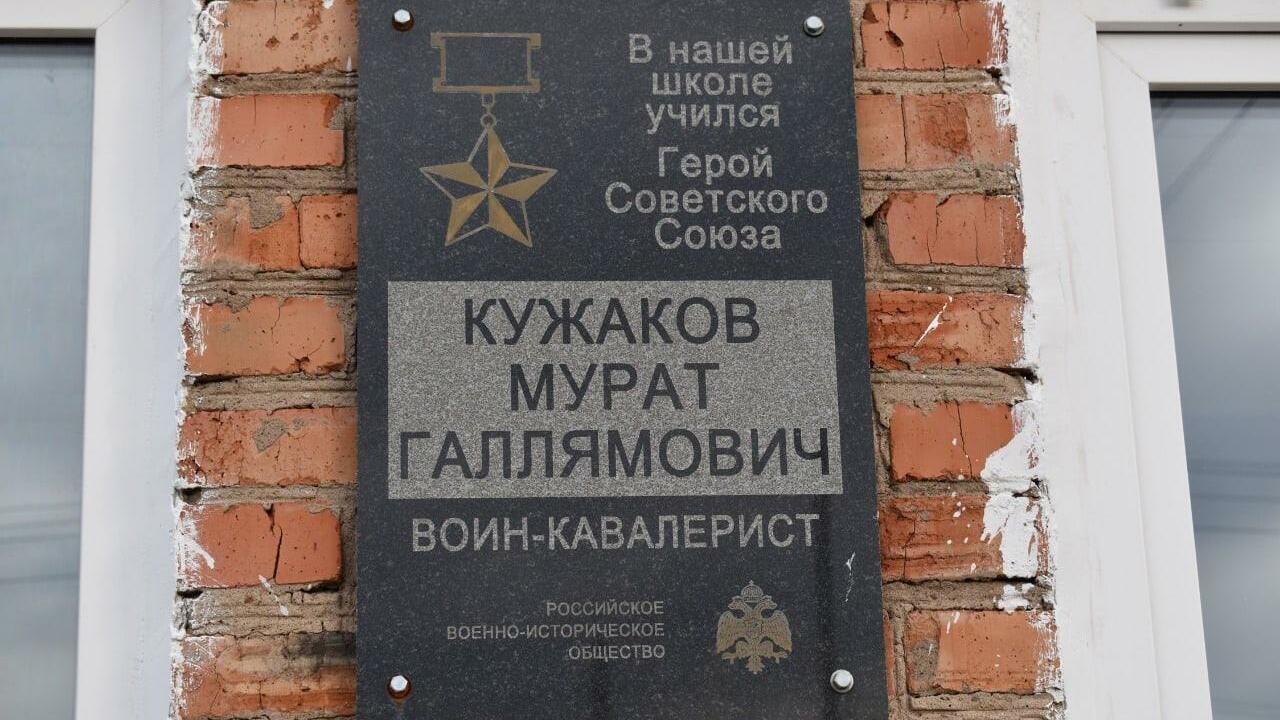 В нашей
школе
учился
Герой
Советского
Союза
КУЖАКОВ
МУРАТ
ГАЛЛЯМОВИЧ
ВОИН-КАВАЛЕРИСТ
РОССИЙСКОЕ
ВОЕННО-ИСТОРИЧЕСКОЕ
ОБЩЕСТВО